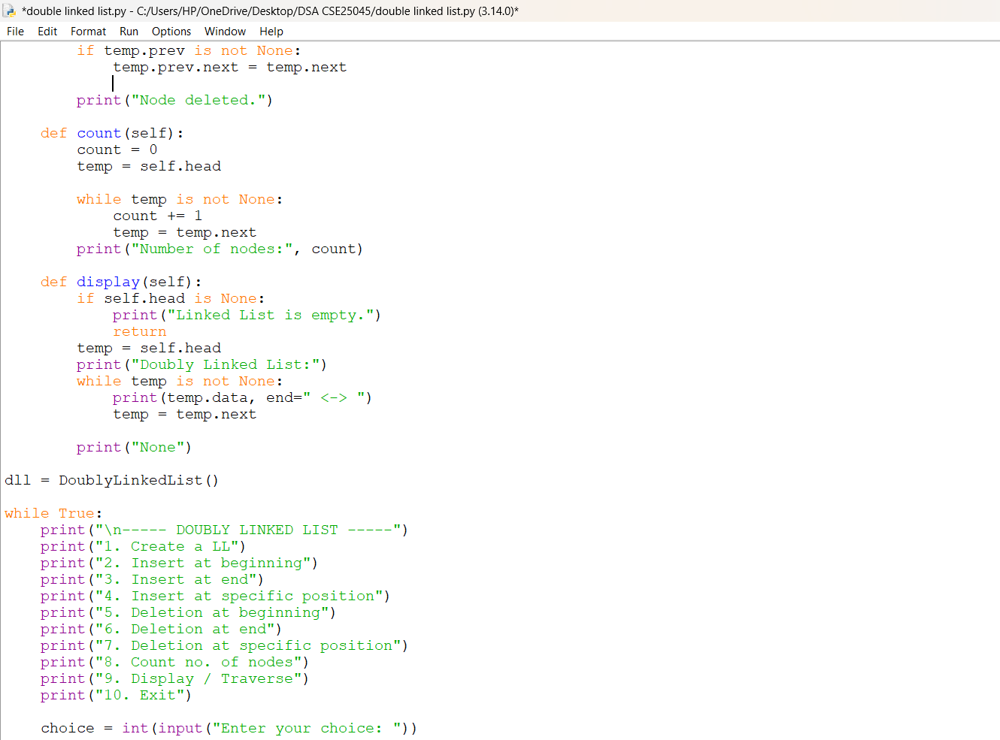 *double linked list.py - C:/Users/HP/OneDrive/Desktop/DSA CSE25045/double linked list.py (3.14.0)*
File Edit Format Run Options Window Help
        if temp.prev is not None:
            temp.prev.next = temp.next

        print("Node deleted.")

    def count(self):
        count = 0
        temp = self.head

        while temp is not None:
            count += 1
            temp = temp.next
        print("Number of nodes:", count)

    def display(self):
        if self.head is None:
            print("Linked List is empty.")
            return
        temp = self.head
        print("Doubly Linked List:")
        while temp is not None:
            print(temp.data, end=" <-> ")
            temp = temp.next

        print("None")

dll = DoublyLinkedList()

while True:
    print("\n----- DOUBLY LINKED LIST -----")
    print("1. Create a LL")
    print("2. Insert at beginning")
    print("3. Insert at end")
    print("4. Insert at specific position")
    print("5. Deletion at beginning")
    print("6. Deletion at end")
    print("7. Deletion at specific position")
    print("8. Count no. of nodes")
    print("9. Display / Traverse")
    print("10. Exit")

    choice = int(input("Enter your choice: "))